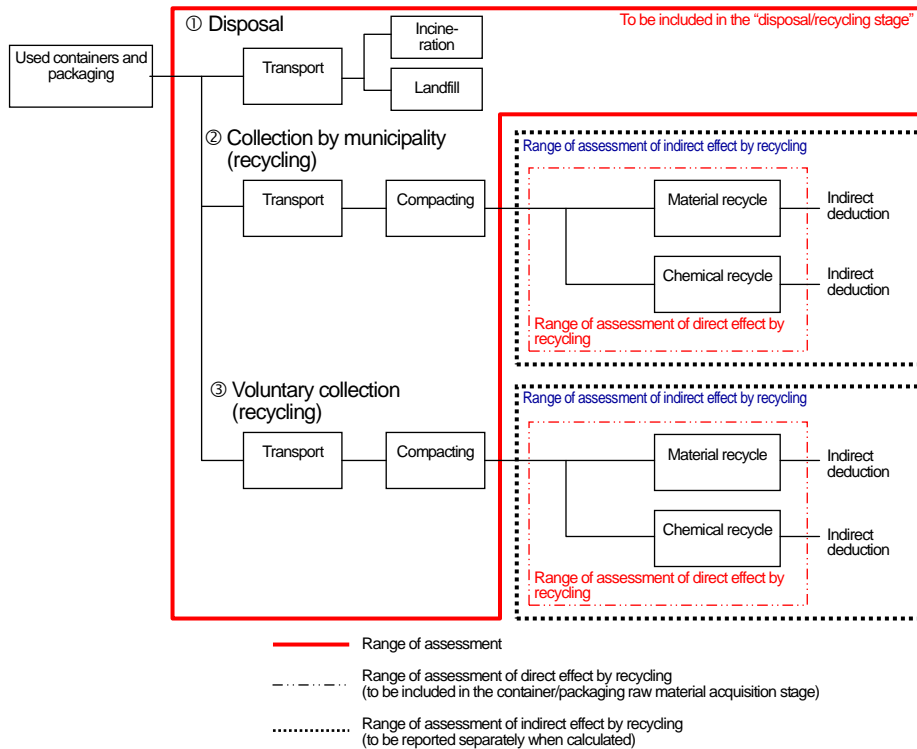 ① Disposal
To be included in the “disposal/recycling stage”
Used containers and
packaging
Transport
Incine-
ration
Landfill
② Collection by municipality
(recycling)
Transport
Compacting
Range of assessment of indirect effect by recycling
Material recycle
Indirect
deduction
Chemical recycle
Indirect
deduction
Range of assessment of direct effect by
recycling
③ Voluntary collection
(recycling)
Transport
Compacting
Range of assessment of indirect effect by recycling
Material recycle
Indirect
deduction
Chemical recycle
Indirect
deduction
Range of assessment of direct effect by
recycling
Range of assessment
Range of assessment of direct effect by recycling
(to be included in the container/packaging raw material acquisition stage)
Range of assessment of indirect effect by recycling
(to be reported separately when calculated)